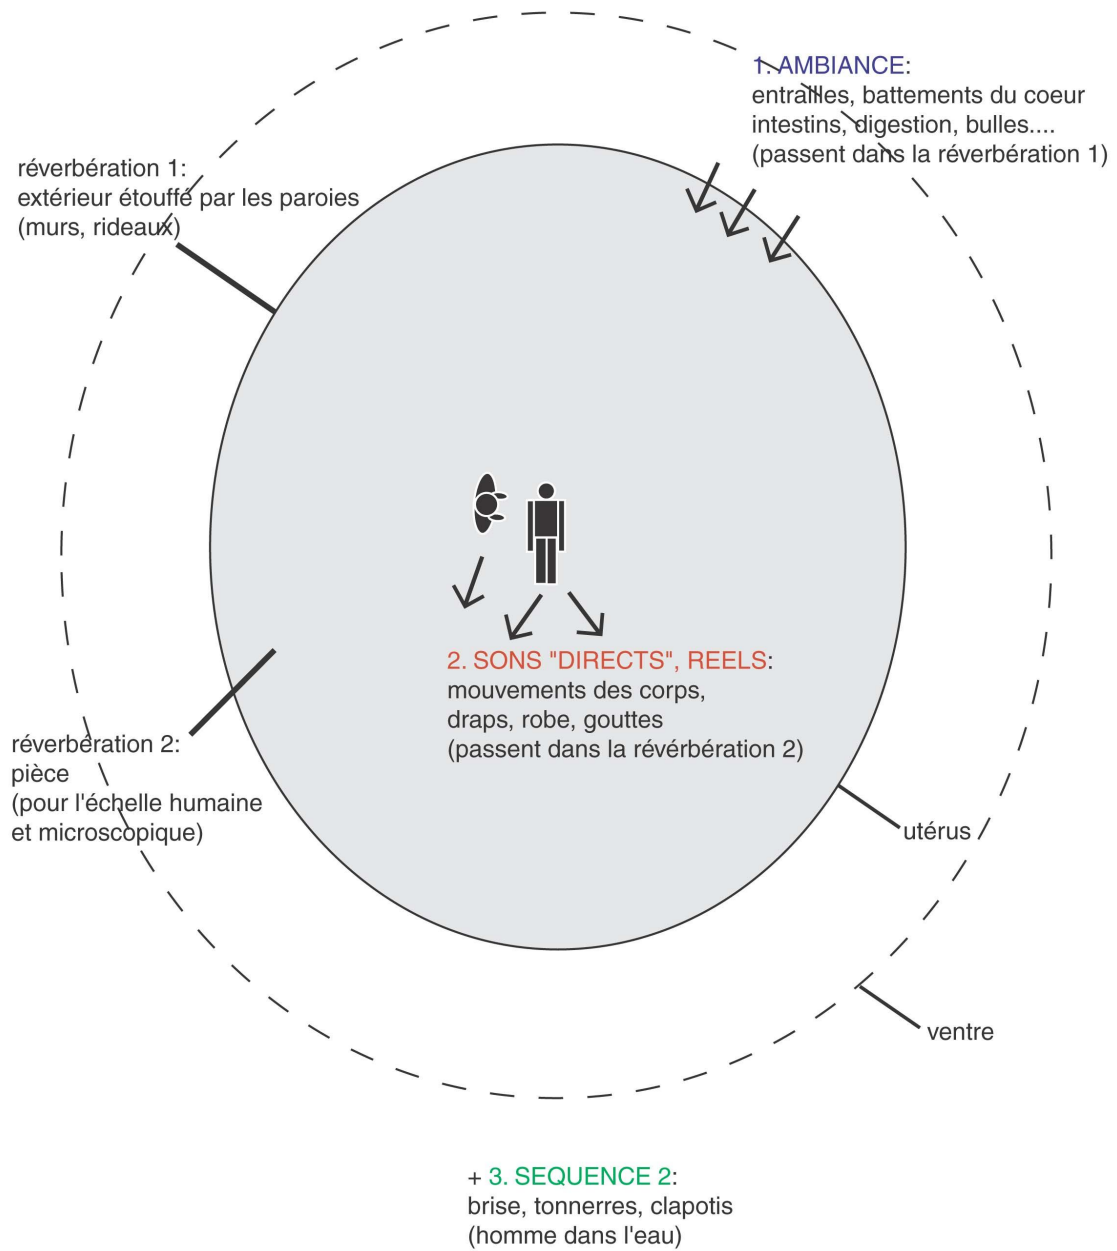 1. AMBIANCE:
entrailles, battements du coeur
intestins, digestion, bulles....
(passent dans la réverbération 1)
réverbération 1:
extérieur étouffé par les paroies
(murs, rideaux)
2. SONS "DIRECTS", REELS:
mouvements des corps,
draps, robe, gouttes
(passent dans la révérbération 2)
réverbération 2:
pièce
(pour l'échelle humaine
et microscopique)
utérus
ventre
+ 3. SEQUENCE 2:
brise, tonnerres, clapotis
(homme dans l'eau)